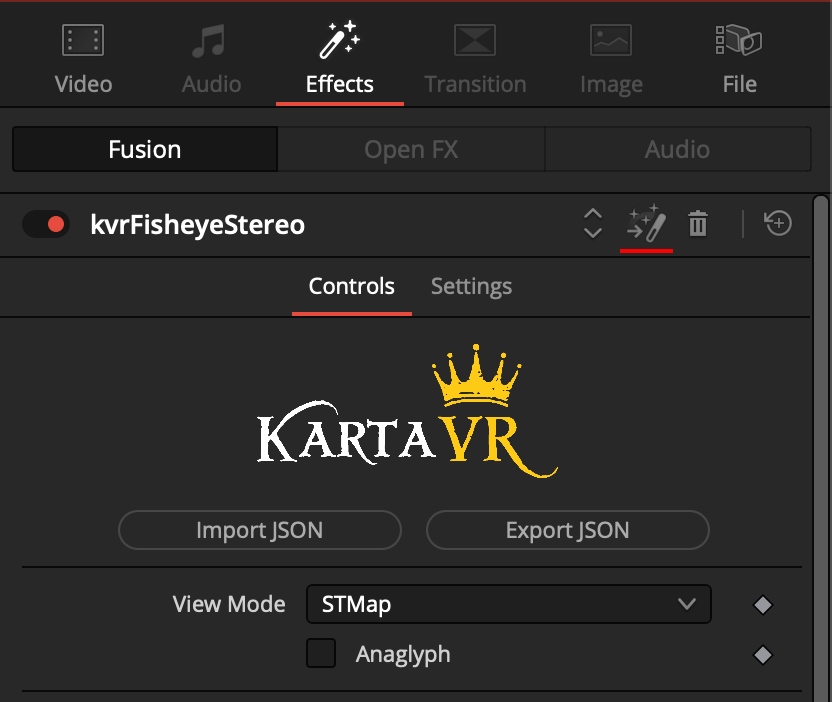 Video Audio Effects Transition Image File
Fusion Open FX Audio
kvrFisheyeStereo
Controls Settings
KARTAVR
Import JSON Export JSON
View Mode STMap
Anaglyph